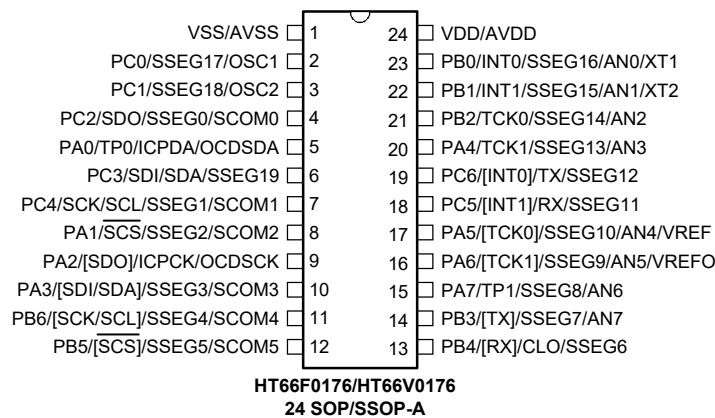 VSS/AVSS 1 24 VDD/AVDD
PC0/SSEG17/OSC1 2 23 PB0/INT0/SSEG16/AN0/XT1
PC1/SSEG18/OSC2 3 22 PB1/INT1/SSEG15/AN1/XT2
PC2/SDO/SSEG0/SCOM0 4 21 PB2/TCK0/SSEG14/AN2
PA0/TP0/ICPDA/OCDSDA 5 20 PA4/TCK1/SSEG13/AN3
PC3/SDI/SDA/SSEG19 6 19 PC6/[INT0]/TX/SSEG12
PC4/SCK/SCL/SSEG1/SCOM1 7 18 PC5/[INT1]/RX/SSEG11
PA1/SCS/SSEG2/SCOM2 8 17 PA5/[TCK0]/SSEG10/AN4/VREF
PA2/[SDO]/ICPCK/OCDSCK 9 16 PA6/[TCK1]/SSEG9/AN5/VREFO
PA3/[SDI/SDA]/SSEG3/SCOM3 10 15 PA7/TP1/SSEG8/AN6
PB6/[SCK/SCL]/SSEG4/SCOM4 11 14 PB3/[TX]/SSEG7/AN7
PB5/[SCS]/SSEG5/SCOM5 12 13 PB4/[RX]/CLO/SSEG6
HT66F0176/HT66V0176
24 SOP/SSOP-A